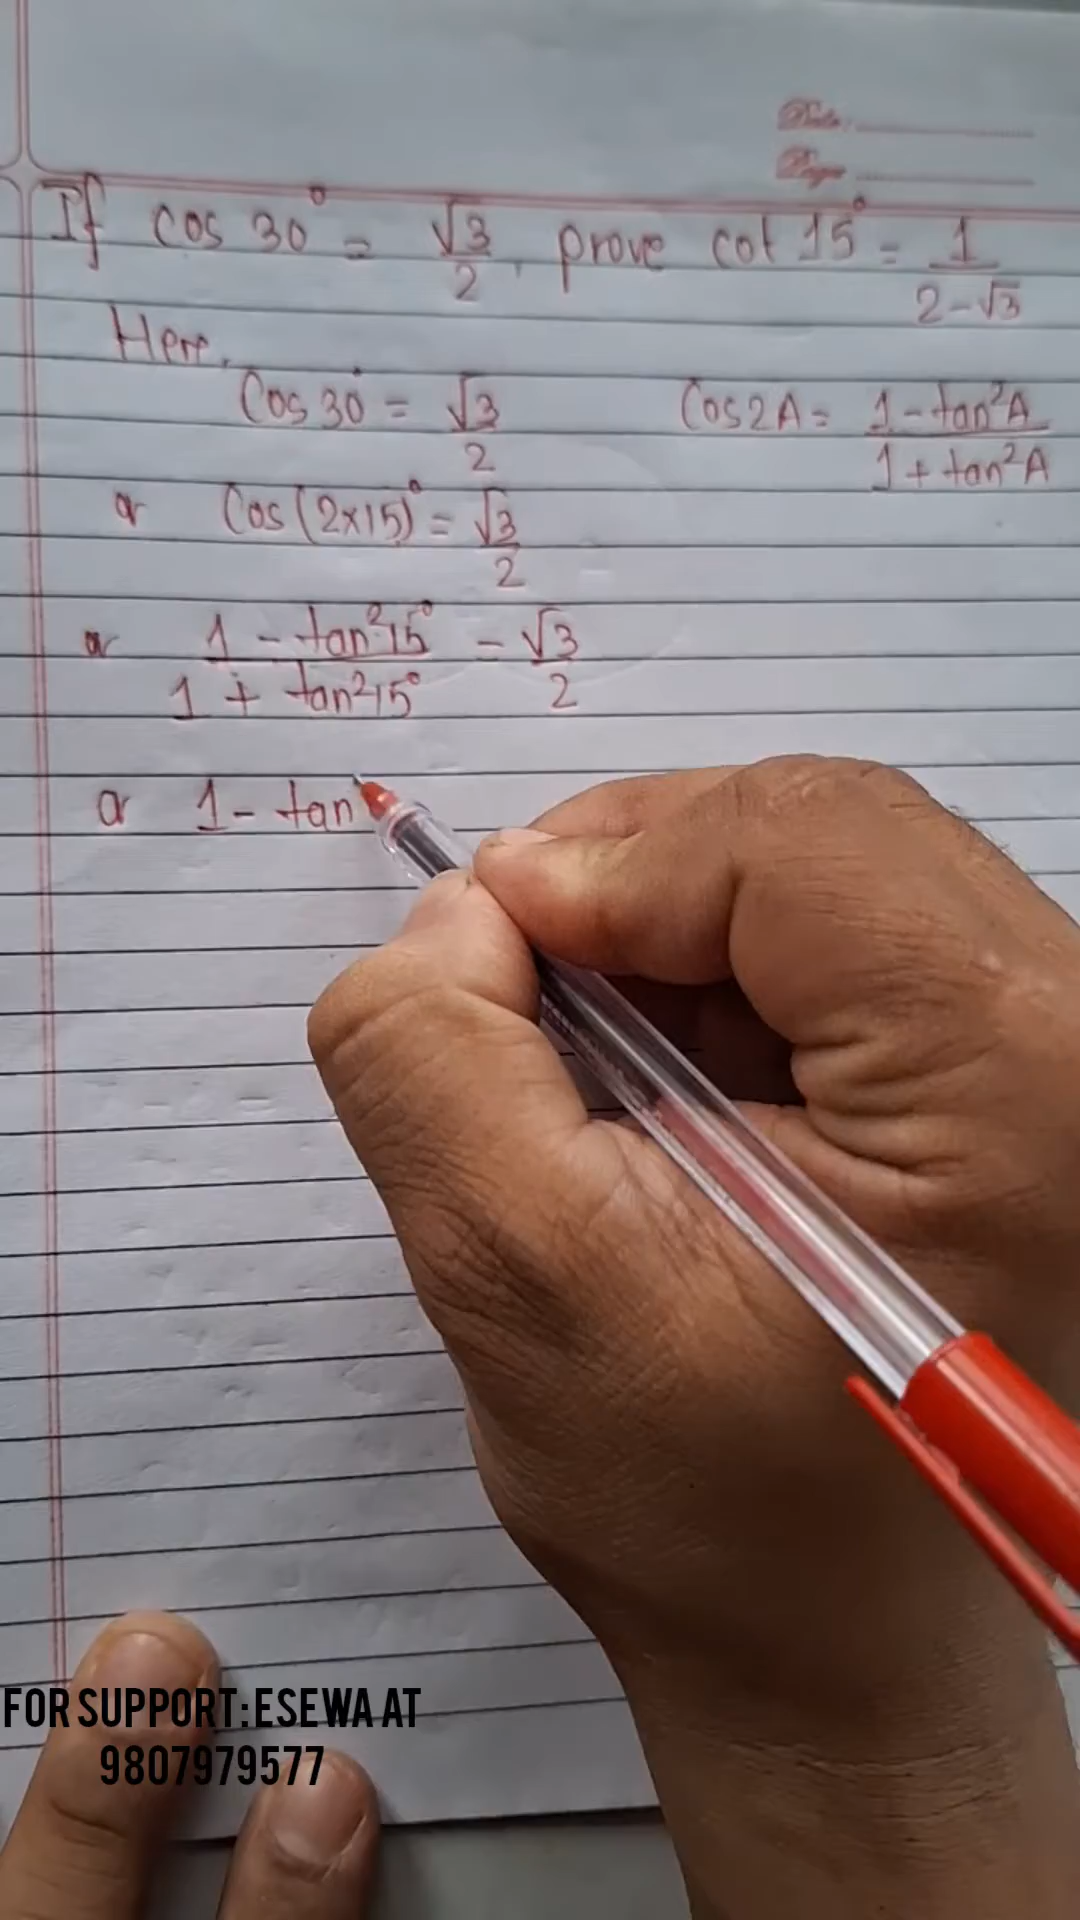 Date:
Page
If cos 30° = √3/2, prove cot 15° = 1/(2-√3)
Here,
Cos 30° = √3/2
Cos2A = (1 - tan²A)/(1 + tan²A)
or Cos (2×15)° = √3/2
or (1 - tan²15°)/(1 + tan²15°) = √3/2
or 1 - tan
FOR SUPPORT: ESEWA AT
9807979577